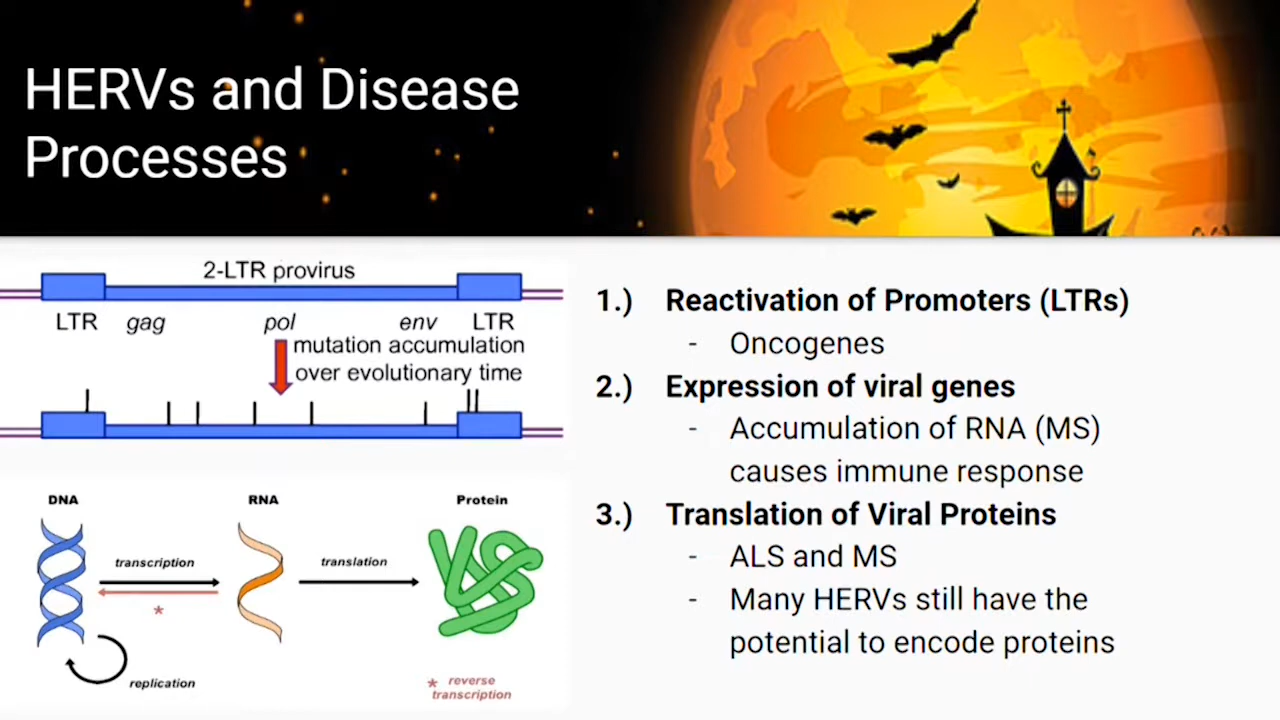 HERVs and Disease
Processes
2-LTR provirus
LTR gag pol env LTR
mutation accumulation
over evolutionary time
DNA RNA Protein
transcription translation
*
replication
* reverse
transcription
1.) Reactivation of Promoters (LTRs)
- Oncogenes
2.) Expression of viral genes
- Accumulation of RNA (MS)
causes immune response
3.) Translation of Viral Proteins
- ALS and MS
- Many HERVs still have the
potential to encode proteins